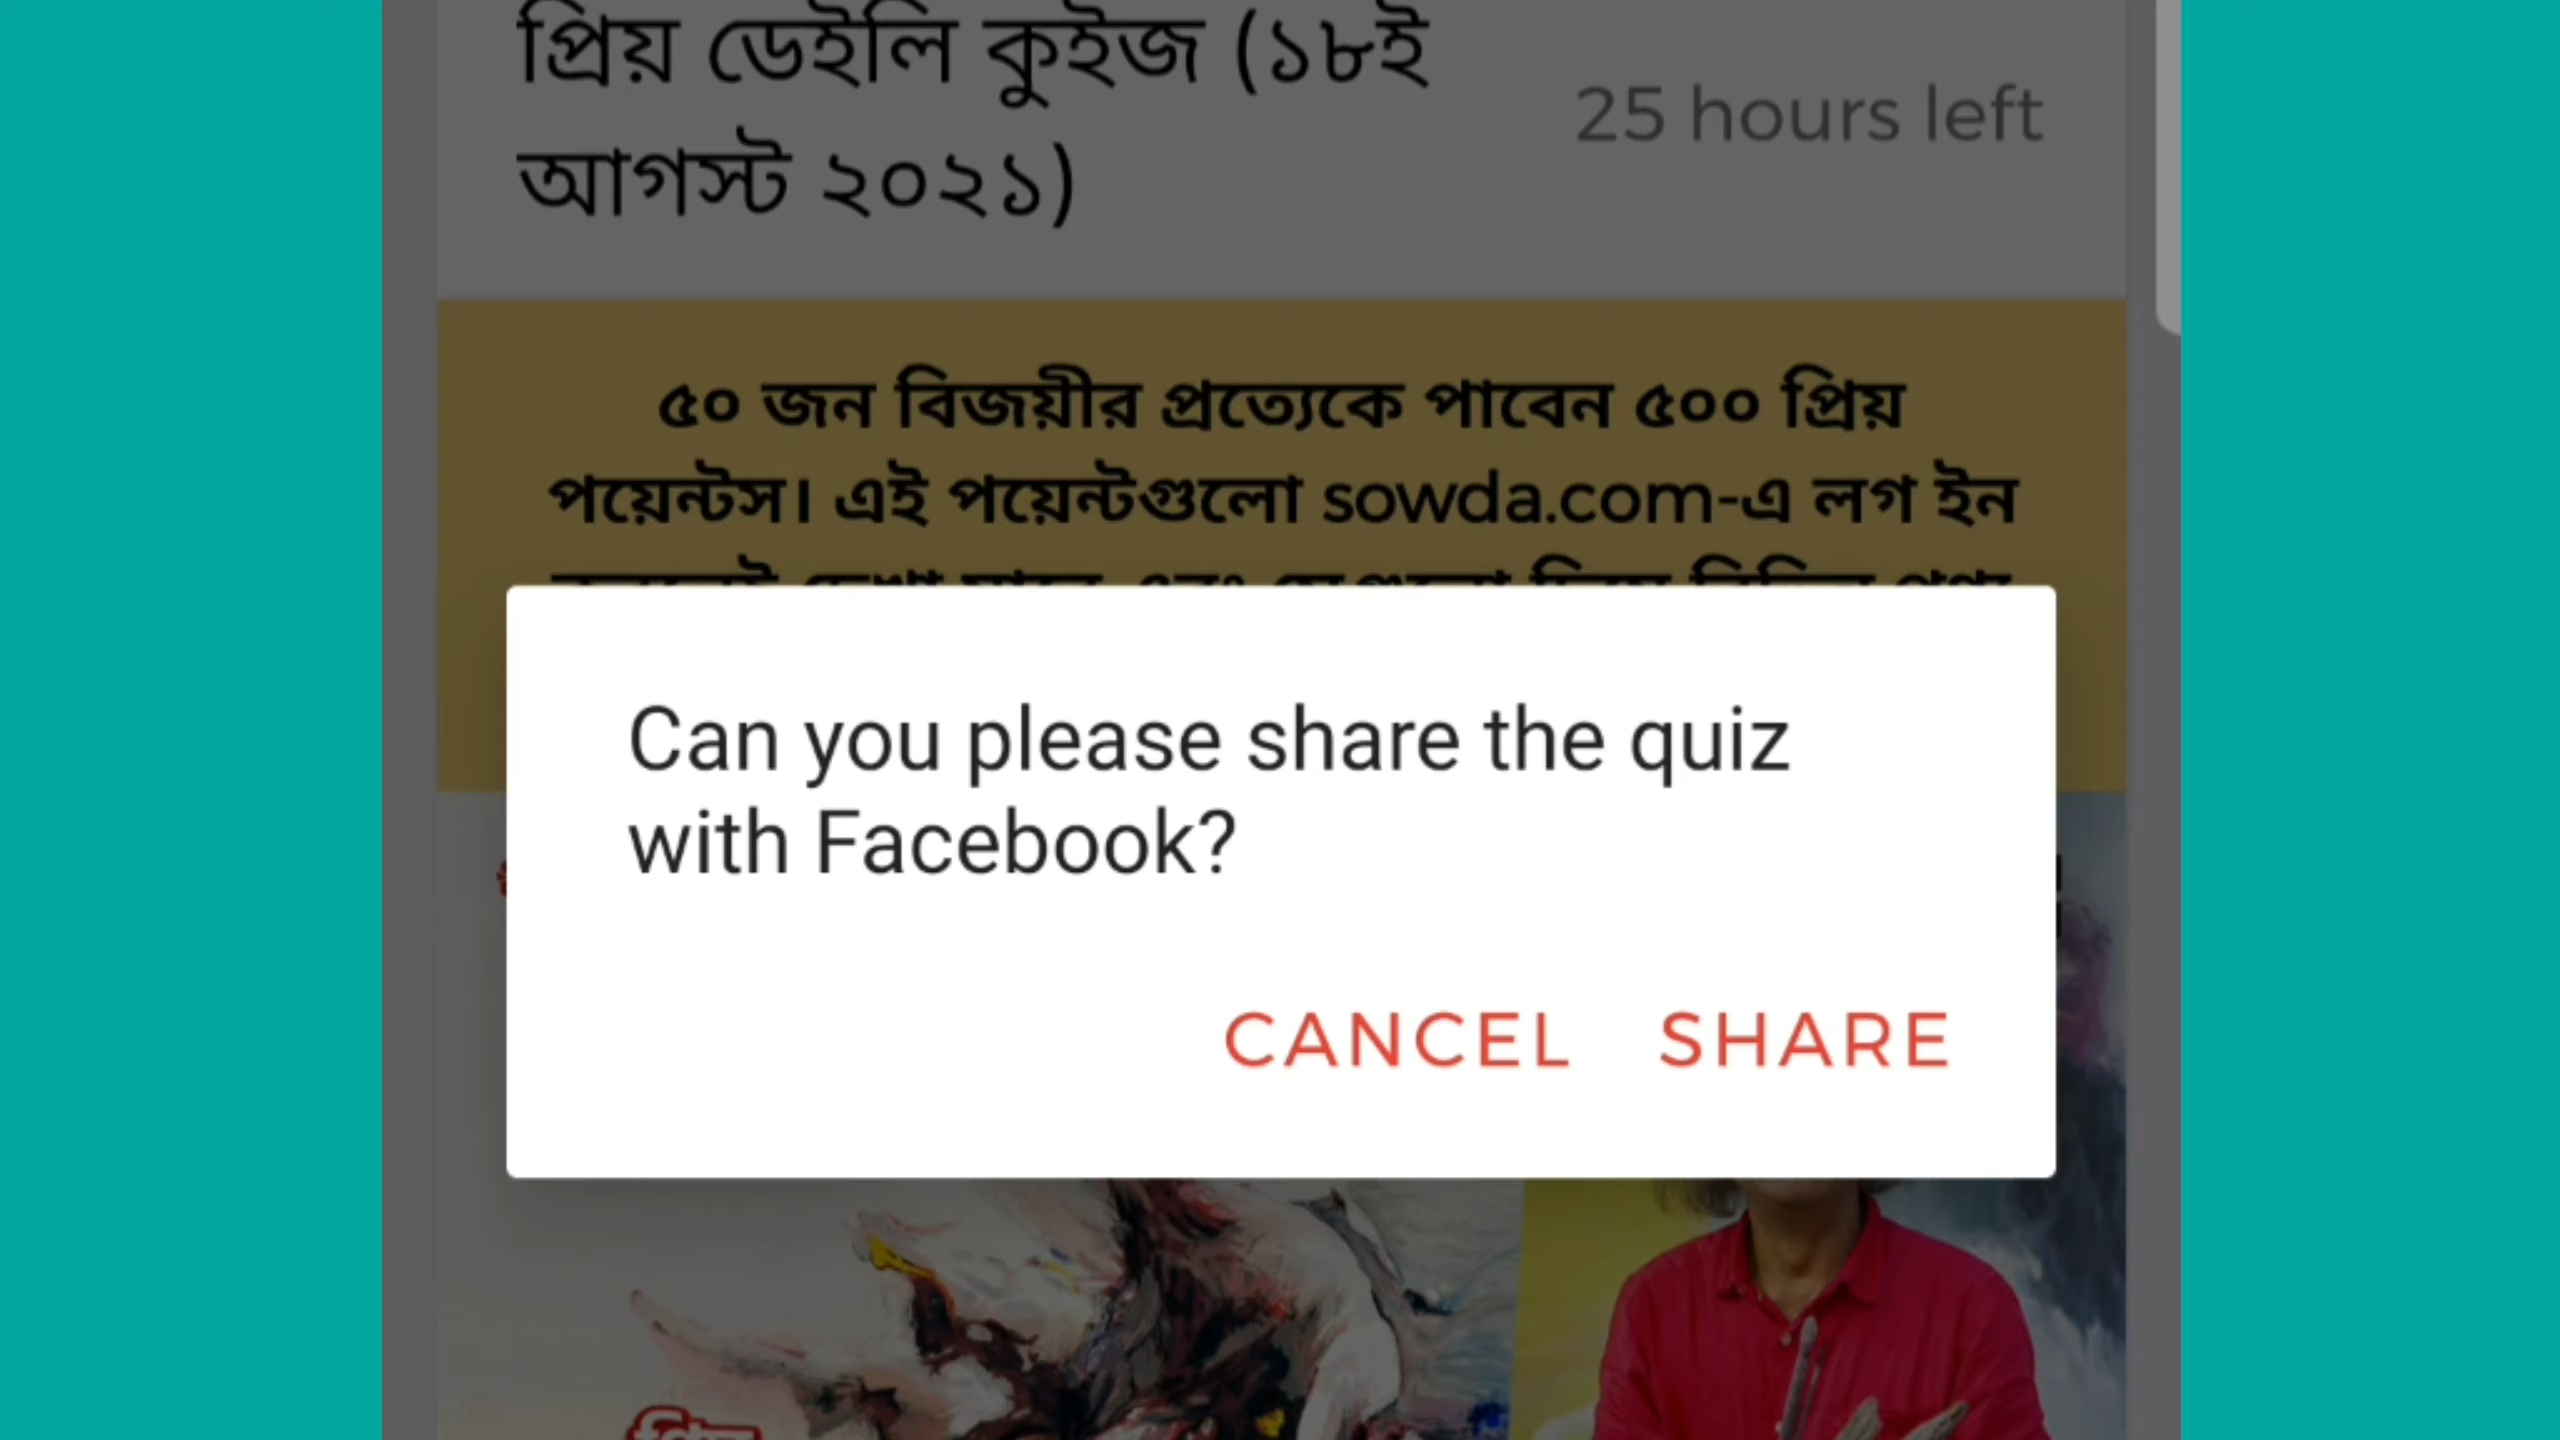 প্রিয় ডেইলি কুইজ (১৮ই
আগস্ট ২০২১)
25 hours left
৫০ জন বিজয়ীর প্রত্যেকে পাবেন ৫০০ প্রিয়
পয়েন্টস। এই পয়েন্টগুলো sowda.com-এ লগ ইন
Can you please share the quiz
with Facebook?
CANCEL SHARE